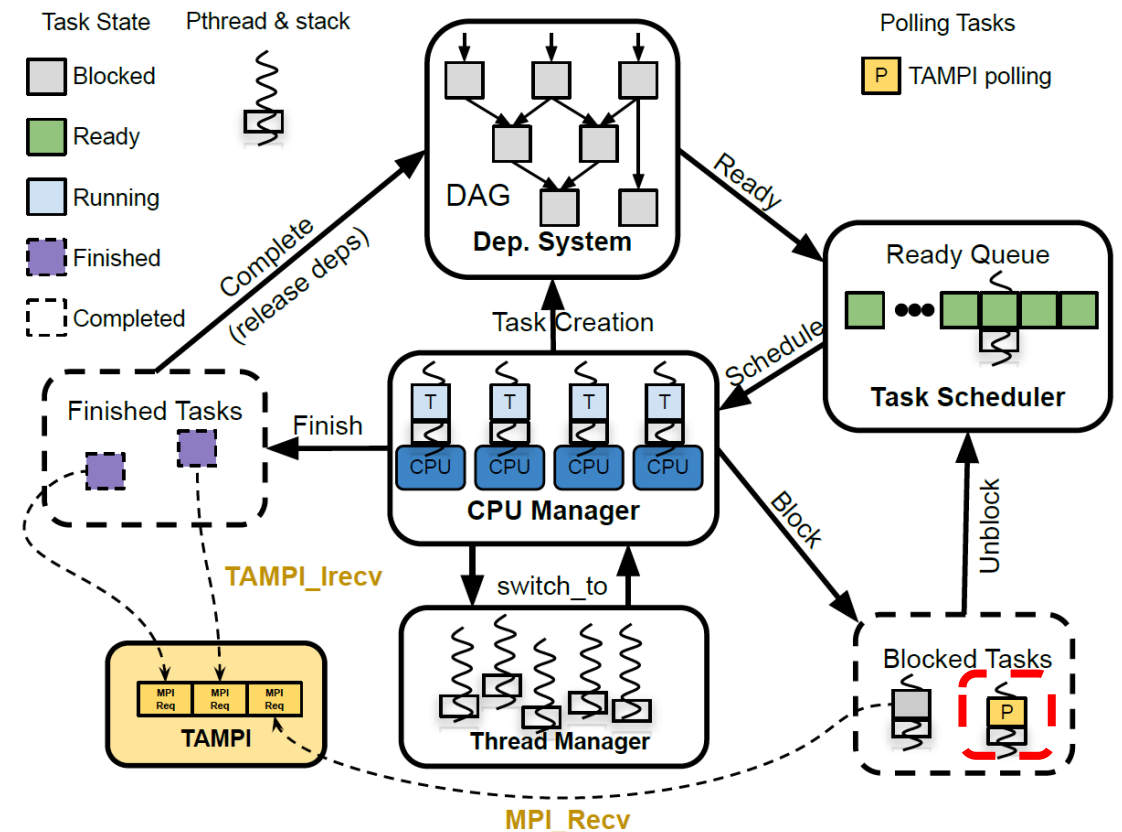 Task State
Pthread & stack
Polling Tasks
Blocked
P
TAMPI polling
Ready
Running
Finished
Completed
DAG
Dep. System
Ready
Complete
(release deps)
Task Creation
Ready Queue
Task Scheduler
Schedule
Finished Tasks
Finish
T
T
T
T
CPU
CPU
CPU
CPU
CPU Manager
Block
Unblock
switch_to
TAMPI_Irecv
MPI
Req
MPI
Req
MPI
Req
TAMPI
Thread Manager
Blocked Tasks
P
MPI_Recv